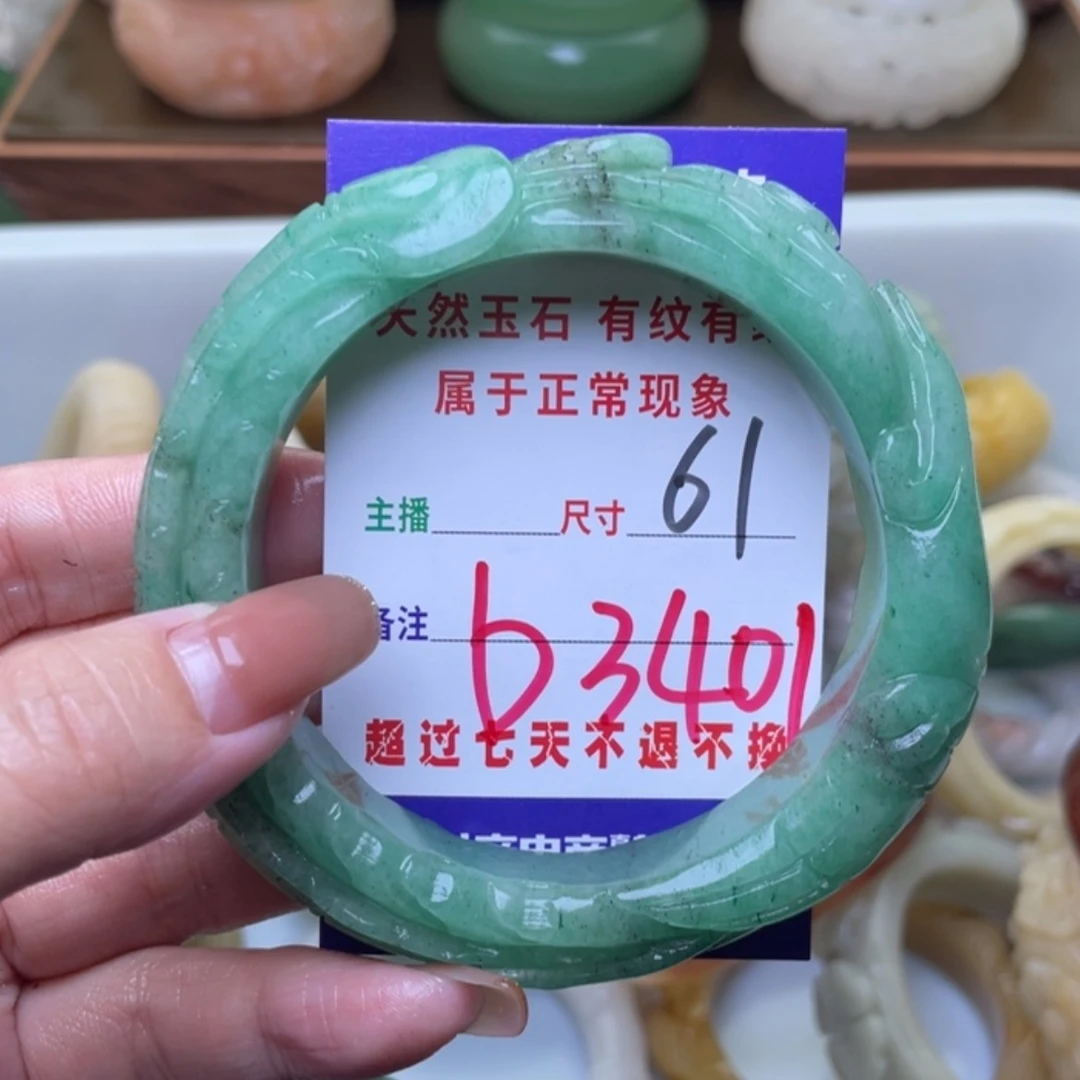 天然玉石 有纹有
属于正常现象
主播 尺寸 61
备注 b3401
超过七天不退不换